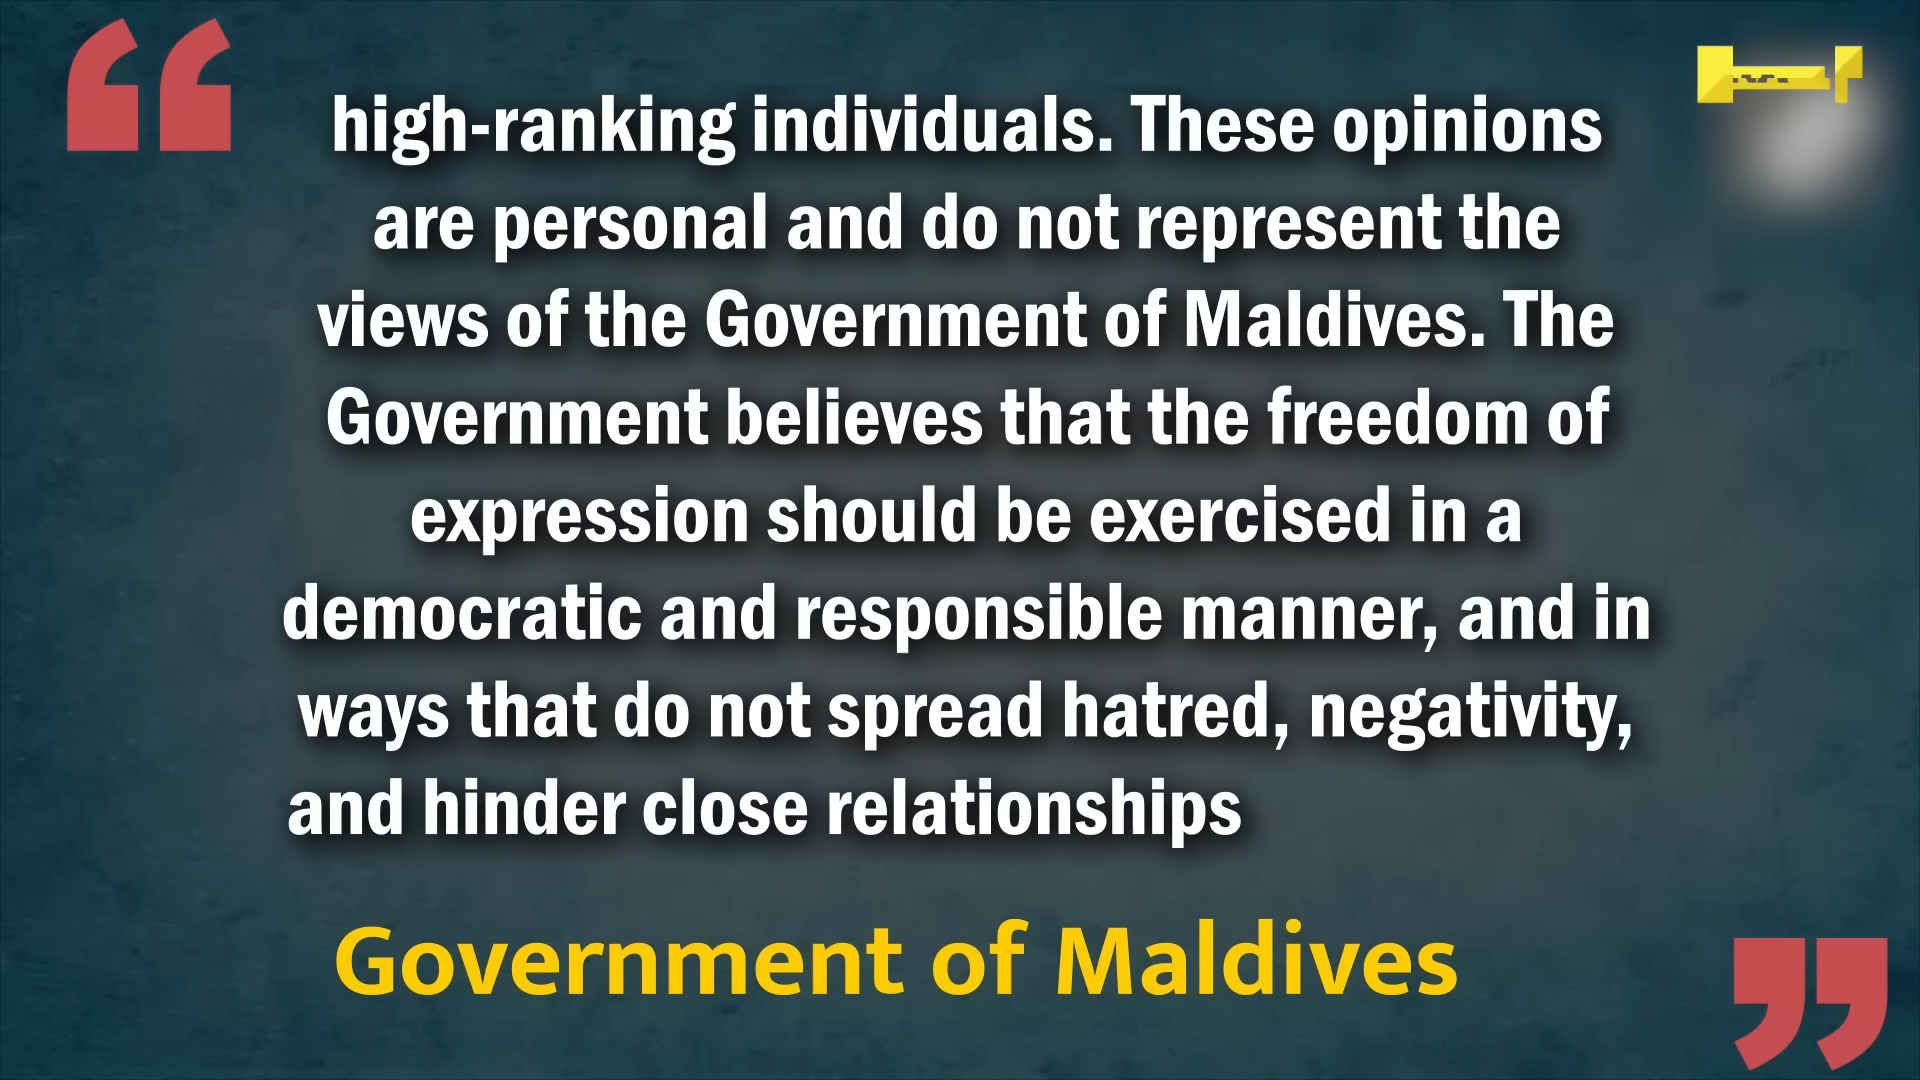 high-ranking individuals. These opinions
are personal and do not represent the
views of the Government of Maldives. The
Government believes that the freedom of
expression should be exercised in a
democratic and responsible manner, and in
ways that do not spread hatred, negativity,
and hinder close relationships
Government of Maldives